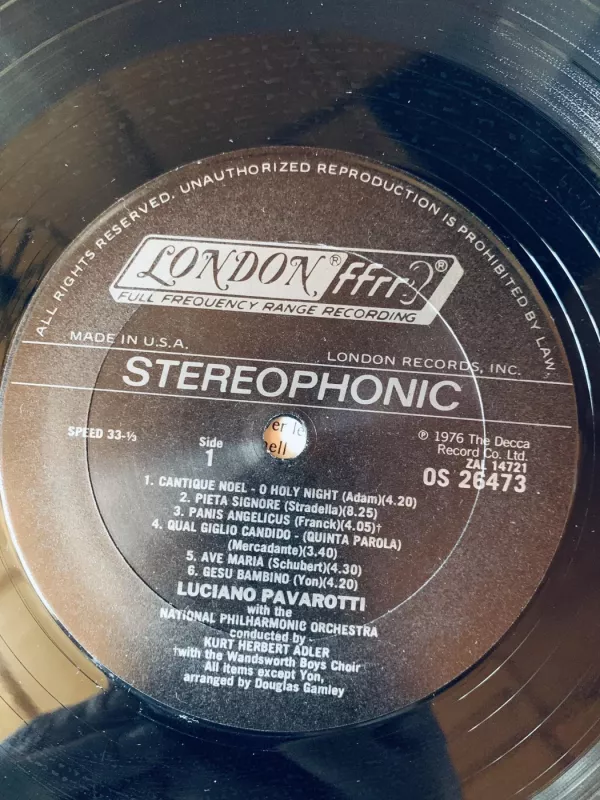 ALL RIGHTS RESERVED. UNAUTHORIZED REPRODUCTION IS PROHIBITED BY LAW.
LONDON® ffrr®
FULL FREQUENCY RANGE RECORDING
MADE IN U.S.A.
LONDON RECORDS, INC.
STEREOPHONIC
SPEED 33-⅓
Side
1
℗ 1976 The Decca
Record Co. Ltd.
ZAL 14721
OS 26473
1. CANTIQUE NOEL - O HOLY NIGHT (Adam)(4.20)
2. PIETA SIGNORE (Stradella)(8.25)
3. PANIS ANGELICUS (Franck)(4.05)†
4. QUAL GIGLIO CANDIDO - (QUINTA PAROLA)
(Mercadante)(3,40)
5. AVE MARIA (Schubert)(4.30)
6. GESU BAMBINO (Yon)(4.20)
LUCIANO PAVAROTTI
with the
NATIONAL PHILHARMONIC ORCHESTRA
conducted by
KURT HERBERT ADLER
†with the Wandsworth Boys Choir
All items except Yon,
arranged by Douglas Gamley